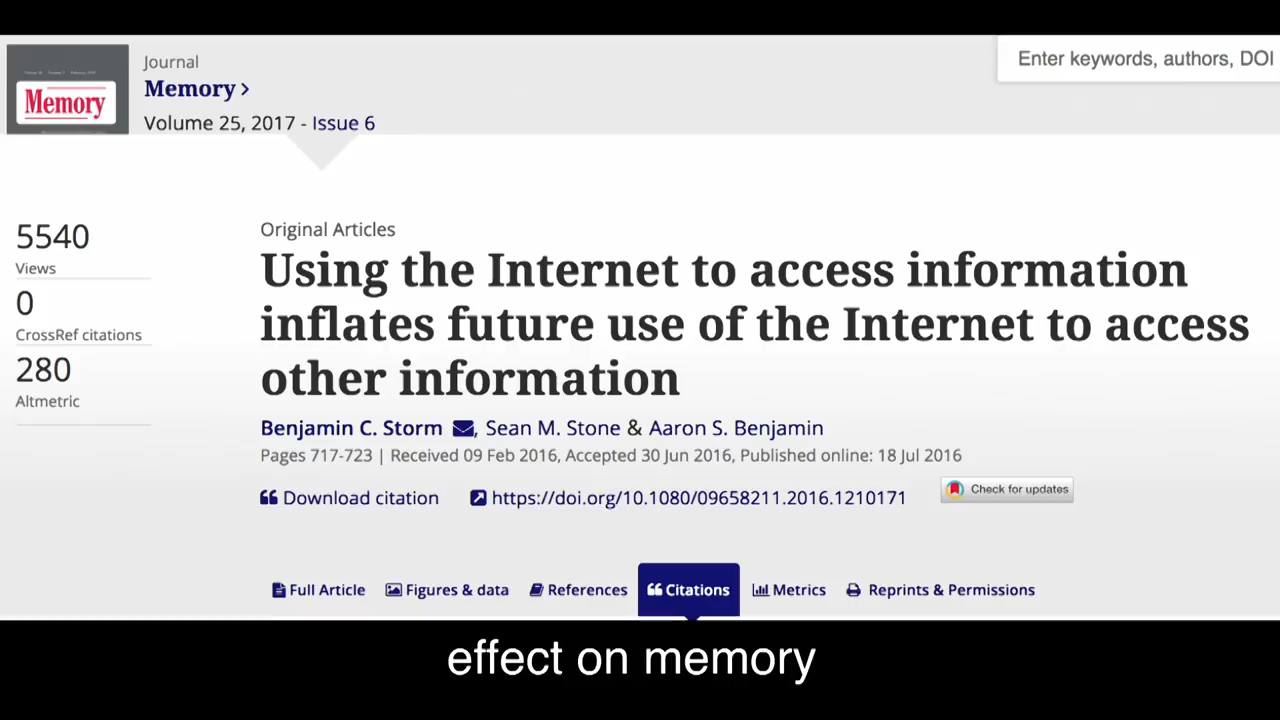 Journal
Memory >
Volume 25, 2017 - Issue 6
Memory
Enter keywords, authors, DOI
5540
Views
0
CrossRef citations
280
Altmetric
Original Articles
Using the Internet to access information
inflates future use of the Internet to access
other information
Benjamin C. Storm , Sean M. Stone & Aaron S. Benjamin
Pages 717-723 | Received 09 Feb 2016, Accepted 30 Jun 2016, Published online: 18 Jul 2016
Download citation https://doi.org/10.1080/09658211.2016.1210171 Check for updates
Full Article Figures & data References Citations Metrics Reprints & Permissions
effect on memory